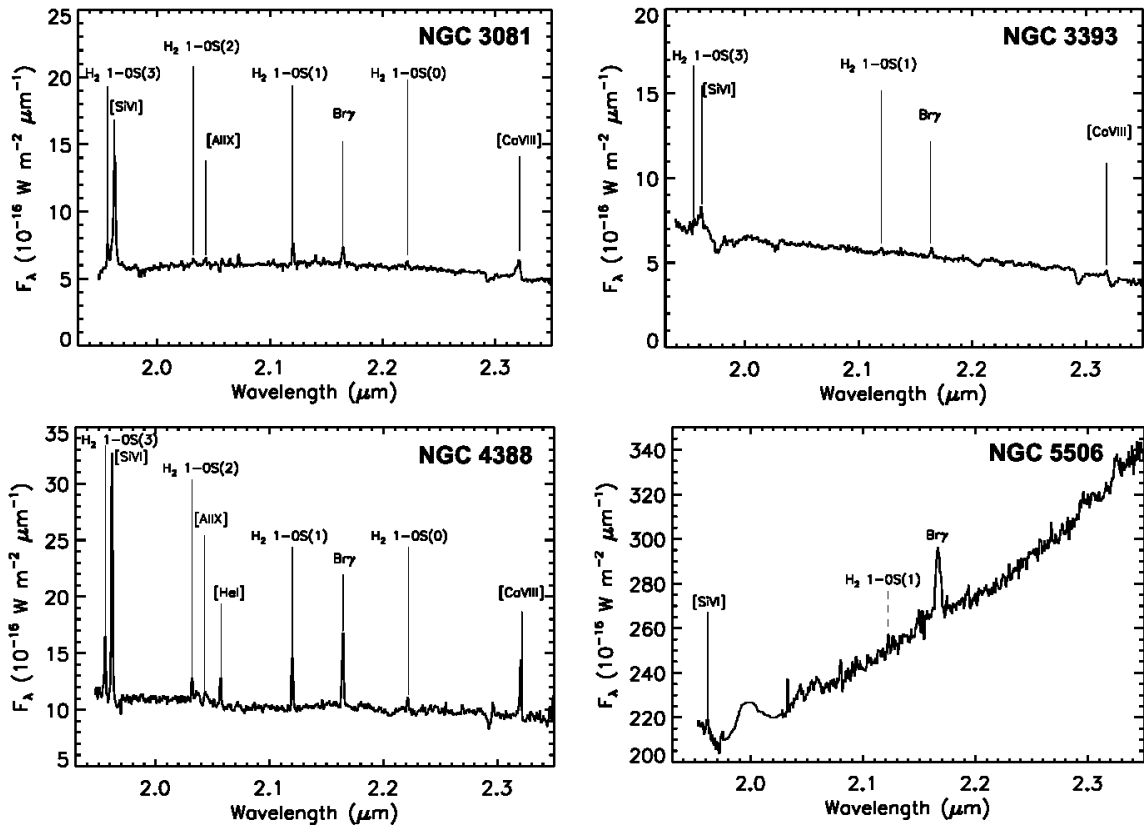 NGC 3081
H₂ 1−0S(2)
H₂ 1−0S(3)
H₂ 1−0S(1)
H₂ 1−0S(0)
[SiVI]
Brγ
[AlIX]
[CaVIII]
25
20
15
10
5
0
F_λ (10⁻¹⁶ W m⁻² μm⁻¹)
2.0
2.1
2.2
2.3
Wavelength (μm)
NGC 3393
H₂ 1−0S(3)
H₂ 1−0S(1)
[SiVI]
Brγ
[CaVIII]
20
15
10
5
0
F_λ (10⁻¹⁶ W m⁻² μm⁻¹)
2.0
2.1
2.2
2.3
Wavelength (μm)
NGC 4388
H₂ 1−0S(3)
[SiVI]
H₂ 1−0S(2)
[AlIX]
H₂ 1−0S(1)
H₂ 1−0S(0)
Brγ
[HeI]
[CaVIII]
35
30
25
20
15
10
5
F_λ (10⁻¹⁶ W m⁻² μm⁻¹)
2.0
2.1
2.2
2.3
Wavelength (μm)
NGC 5506
Brγ
H₂ 1−0S(1)
[SiVI]
340
320
300
280
260
240
220
200
F_λ (10⁻¹⁶ W m⁻² μm⁻¹)
2.0
2.1
2.2
2.3
Wavelength (μm)